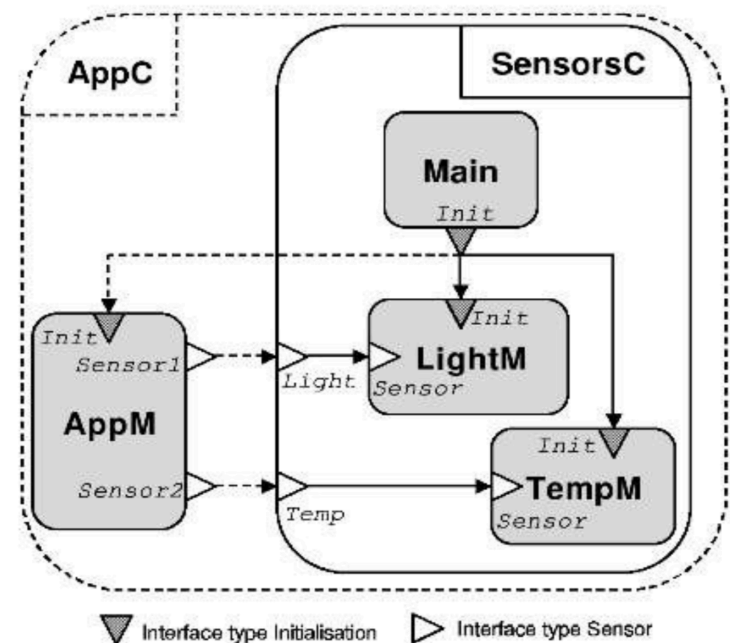 AppC
SensorsC
Main
Init
Init
Sensor1
AppM
Sensor2
Light
Init
LightM
Sensor
Temp
Init
TempM
Sensor
Interface type Initialisation
Interface type Sensor